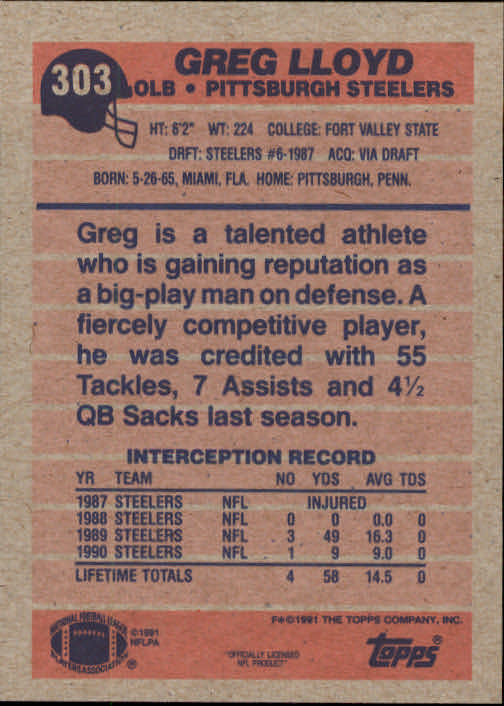 303
GREG LLOYD
OLB • PITTSBURGH STEELERS
HT: 6'2" WT: 224 COLLEGE: FORT VALLEY STATE
DRFT: STEELERS #6-1987 ACQ: VIA DRAFT
BORN: 5-26-65, MIAMI, FLA. HOME: PITTSBURGH, PENN.
Greg is a talented athlete
who is gaining reputation as
a big-play man on defense. A
fiercely competitive player,
he was credited with 55
Tackles, 7 Assists and 4½
QB Sacks last season.
INTERCEPTION RECORD
YR TEAM NO YDS AVG TDS
1987 STEELERS NFL INJURED
1988 STEELERS NFL 0 0 0.0 0
1989 STEELERS NFL 3 49 16.3 0
1990 STEELERS NFL 1 9 9.0 0
LIFETIME TOTALS 4 58 14.5 0
NATIONAL FOOTBALL LEAGUE
PLAYERS ASSOCIATION ®
©1991
NFLPA
F*©1991 THE TOPPS COMPANY, INC.
"OFFICIALLY LICENSED
NFL PRODUCT"
Topps®